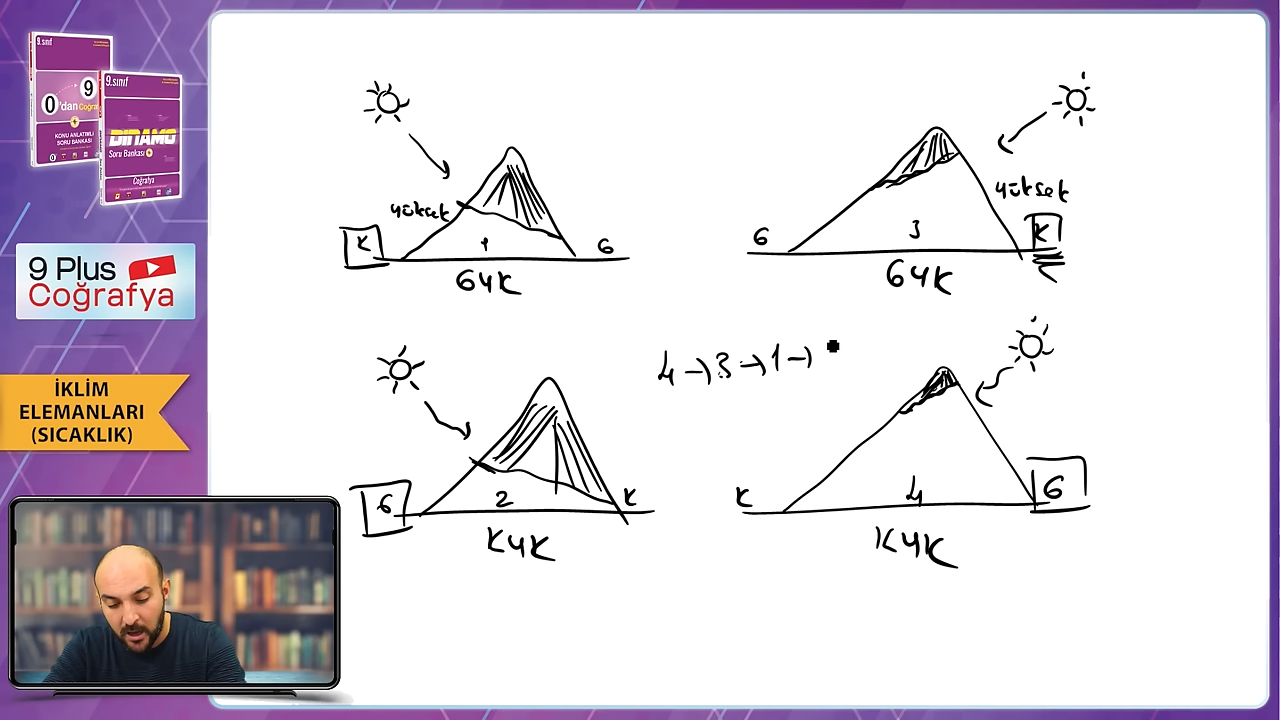 9.sınıf
0'dan 9
Coğrafya
KONU ANLATIMLI
SORU BANKASI
9.sınıf
DİNAMO
Soru Bankası
Coğrafya
9 Plus
Coğrafya
İKLİM
ELEMANLARI
(SICAKLIK)
yüksek
K 1 G
GYK
yüksek
G 3 K
GYK
4→3→1→
G 2 K
KYK
K 4 G
KYK